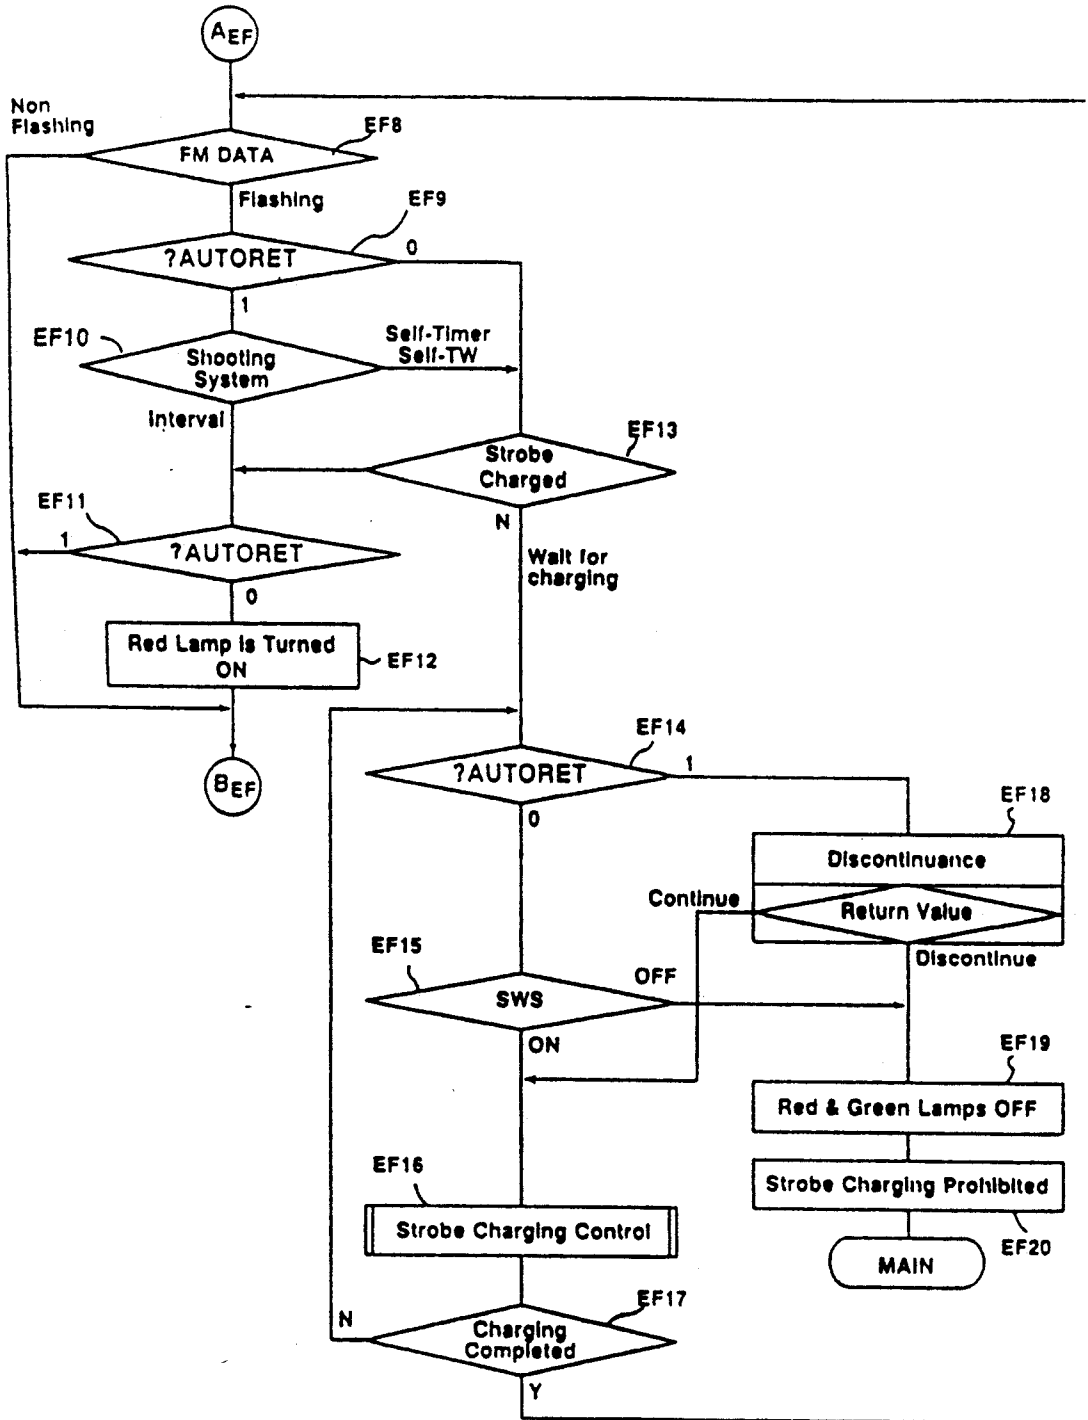 AEF
Non
Flashing
EF8
FM DATA
Flashing
EF9
?AUTORET
0
1
EF10
Shooting
System
Self-Timer
Self-TW
Interval
EF13
Strobe
Charged
N
EF11
1
?AUTORET
0
Wait for
charging
Red Lamp is Turned
ON
EF12
BEF
EF14
?AUTORET
1
0
EF18
Discontinuance
Continue
Return Value
Discontinue
EF15
SWS
OFF
ON
EF19
Red & Green Lamps OFF
EF16
Strobe Charging Control
Strobe Charging Prohibited
EF20
MAIN
EF17
N
Charging
Completed
Y